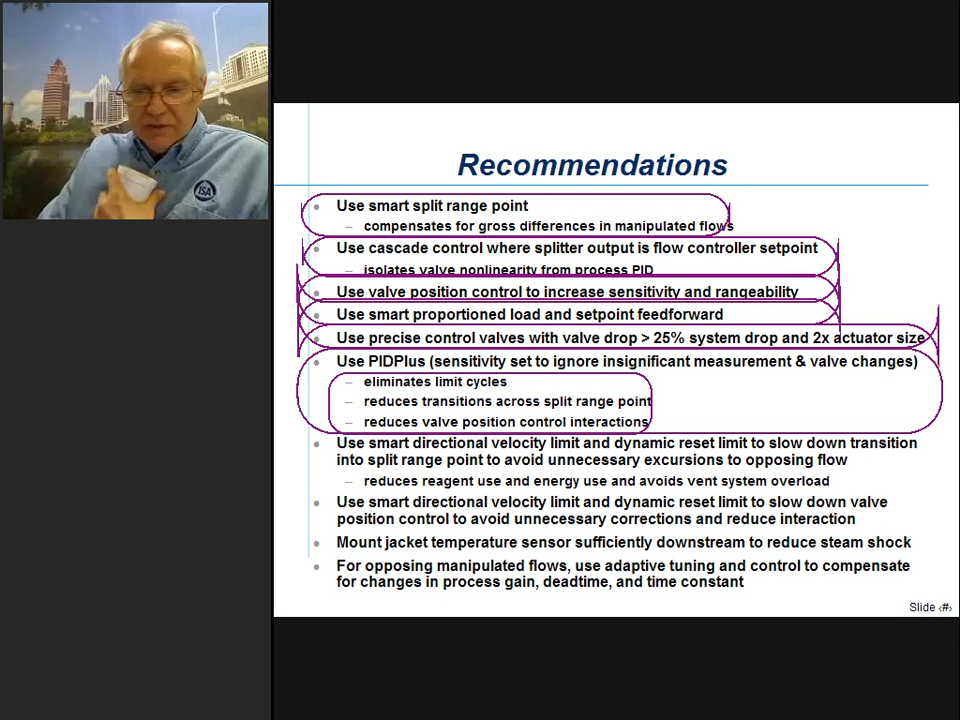 ISA
Recommendations
• Use smart split range point
– compensates for gross differences in manipulated flows
• Use cascade control where splitter output is flow controller setpoint
– isolates valve nonlinearity from process PID
• Use valve position control to increase sensitivity and rangeability
• Use smart proportioned load and setpoint feedforward
• Use precise control valves with valve drop > 25% system drop and 2x actuator size
• Use PIDPlus (sensitivity set to ignore insignificant measurement & valve changes)
– eliminates limit cycles
– reduces transitions across split range point
– reduces valve position control interactions
• Use smart directional velocity limit and dynamic reset limit to slow down transition
into split range point to avoid unnecessary excursions to opposing flow
– reduces reagent use and energy use and avoids vent system overload
• Use smart directional velocity limit and dynamic reset limit to slow down valve
position control to avoid unnecessary corrections and reduce interaction
• Mount jacket temperature sensor sufficiently downstream to reduce steam shock
• For opposing manipulated flows, use adaptive tuning and control to compensate
for changes in process gain, deadtime, and time constant
Slide ‹#›